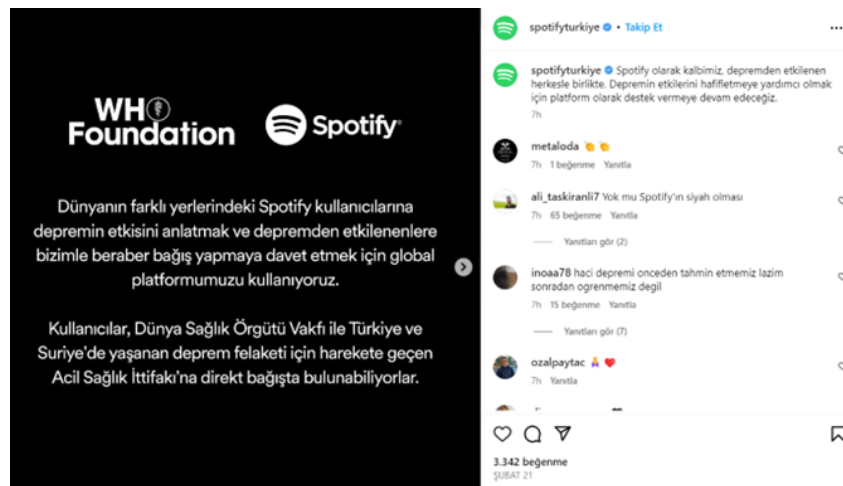 WHO
Foundation
Spotify
Dünyanın farklı yerlerindeki Spotify kullanıcılarına
depremin etkisini anlatmak ve depremden etkilenenlere
bizimle beraber bağış yapmaya davet etmek için global
platformumuzu kullanıyoruz.
Kullanıcılar, Dünya Sağlık Örgütü Vakfı ile Türkiye ve
Suriye'de yaşanan deprem felaketi için harekete geçen
Acil Sağlık İttifakı'na direkt bağışta bulunabiliyorlar.
spotifyturkiye • Takip Et
spotifyturkiye Spotify olarak kalbimiz, depremden etkilenen
herkesle birlikte. Depremin etkilerini hafifletmeye yardımcı olmak
için platform olarak destek vermeye devam edeceğiz.
7h
metaloda 👏 👏
7h 1 beğenme Yanıtla
ali_taskiranli7 Yok mu Spotify'ın siyah olması
7h 65 beğenme Yanıtla
Yanıtları gör (2)
inoaa78 haci depremi onceden tahmin etmemiz lazim
sonradan ogrenmemiz degil
7h 15 beğenme Yanıtla
Yanıtları gör (7)
ozalpaytac ❤️
7h Yanıtla
3.342 beğenme
ŞUBAT 21